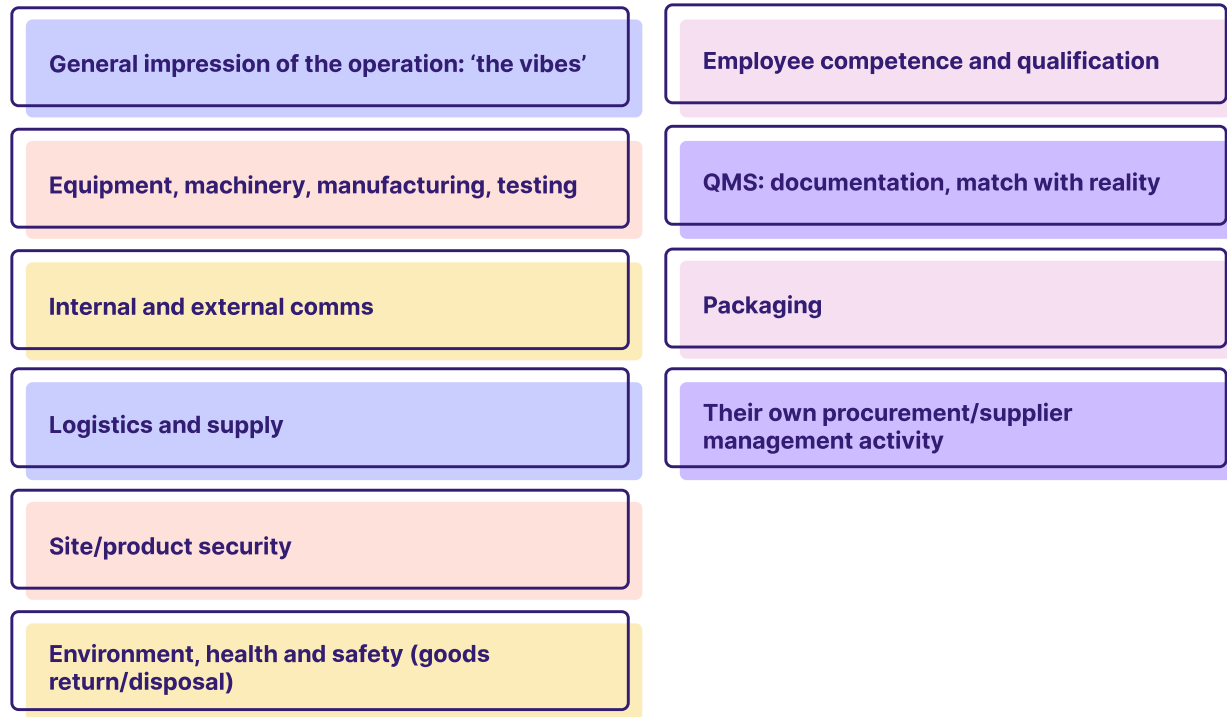 General impression of the operation: ‘the vibes’
Equipment, machinery, manufacturing, testing
Internal and external comms
Logistics and supply
Site/product security
Environment, health and safety (goods
return/disposal)
Employee competence and qualification
QMS: documentation, match with reality
Packaging
Their own procurement/supplier
management activity